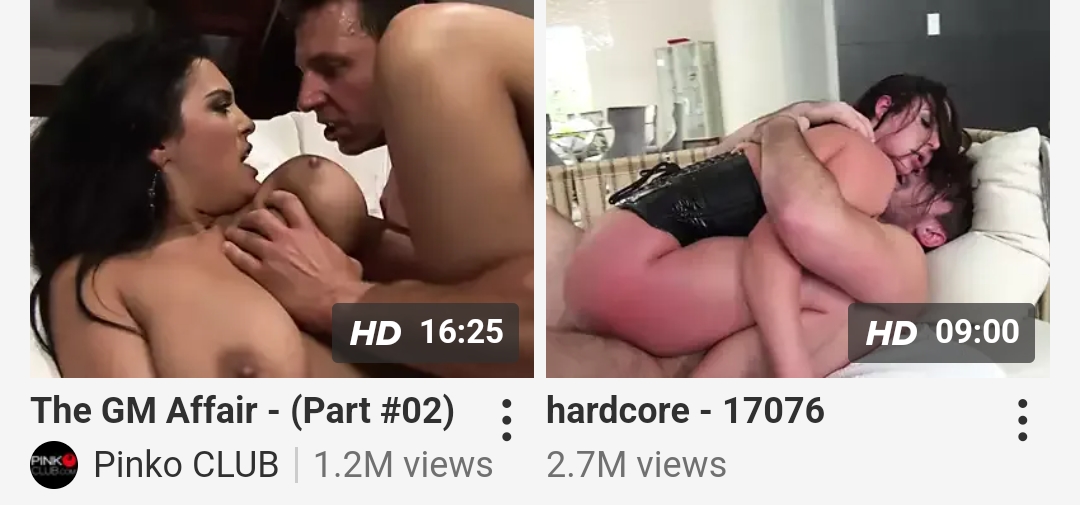 HD 16:25
HD 09:00
The GM Affair - (Part #02)
hardcore - 17076
PINK
CLUB.com
Pinko CLUB
1.2M views
2.7M views